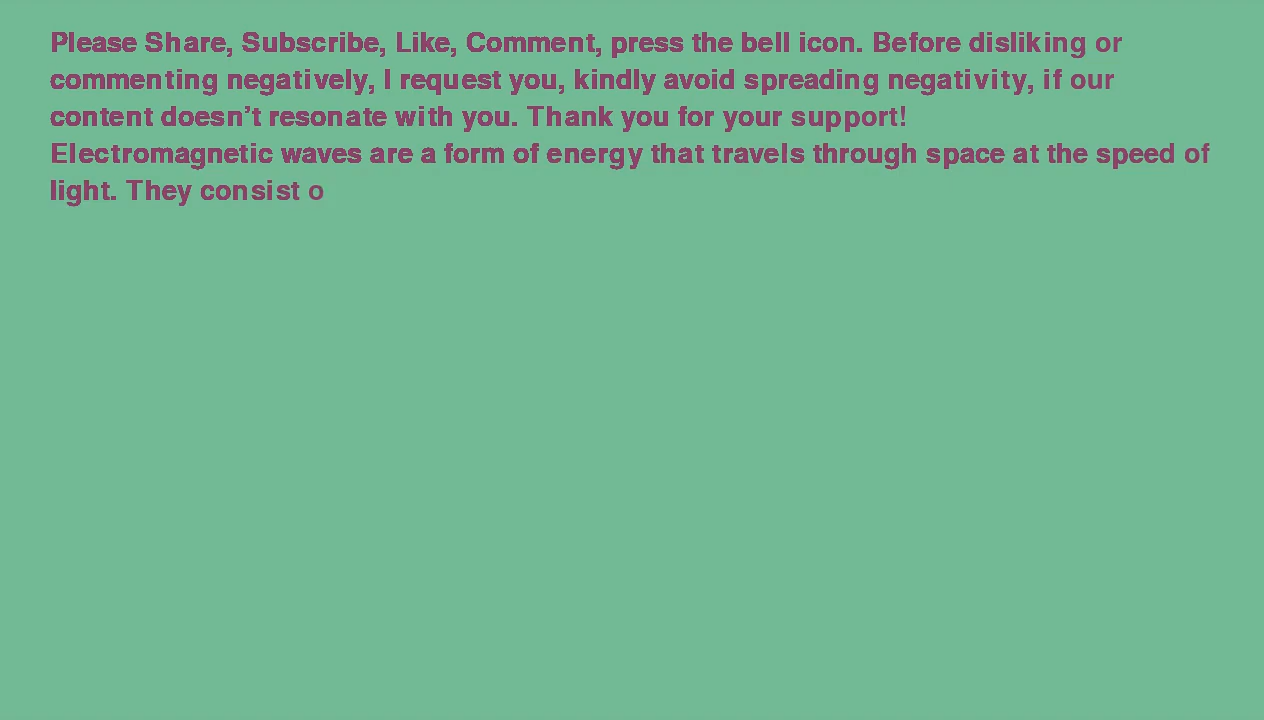 Please Share, Subscribe, Like, Comment, press the bell icon. Before disliking or
commenting negatively, I request you, kindly avoid spreading negativity, if our
content doesn’t resonate with you. Thank you for your support!
Electromagnetic waves are a form of energy that travels through space at the speed of
light. They consist o